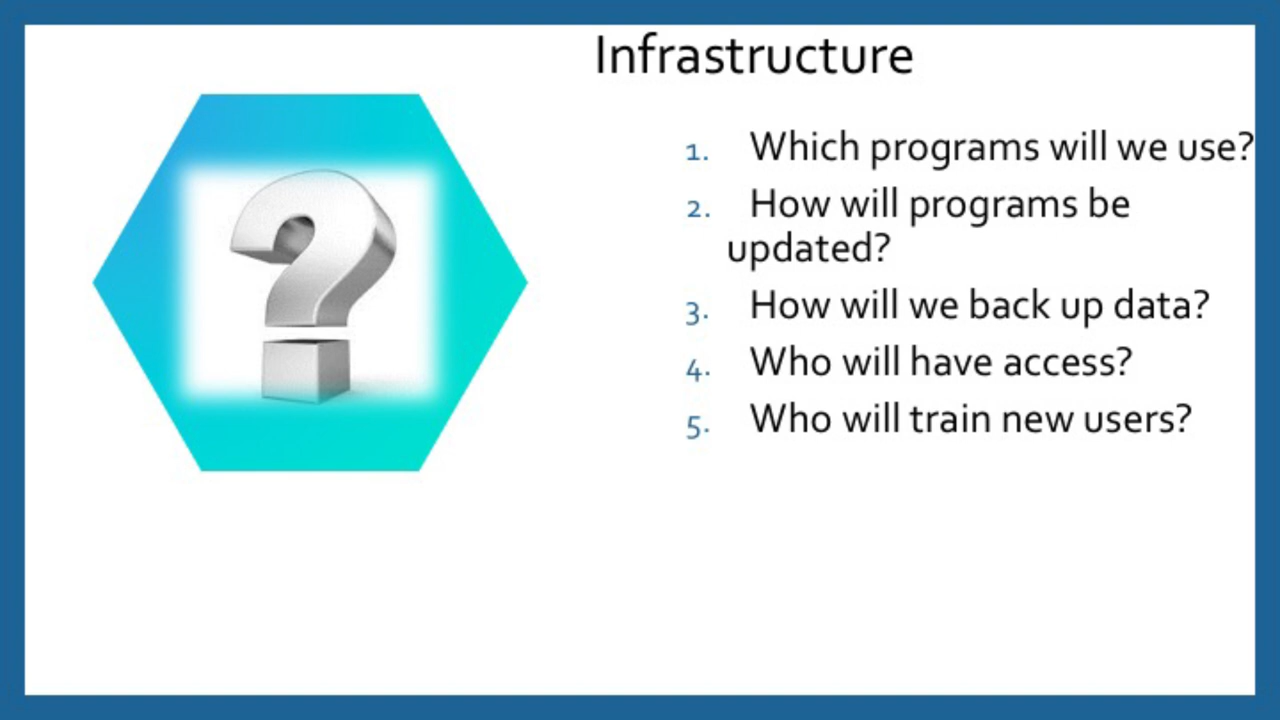 Infrastructure
1. Which programs will we use?
2. How will programs be
updated?
3. How will we back up data?
4. Who will have access?
5. Who will train new users?